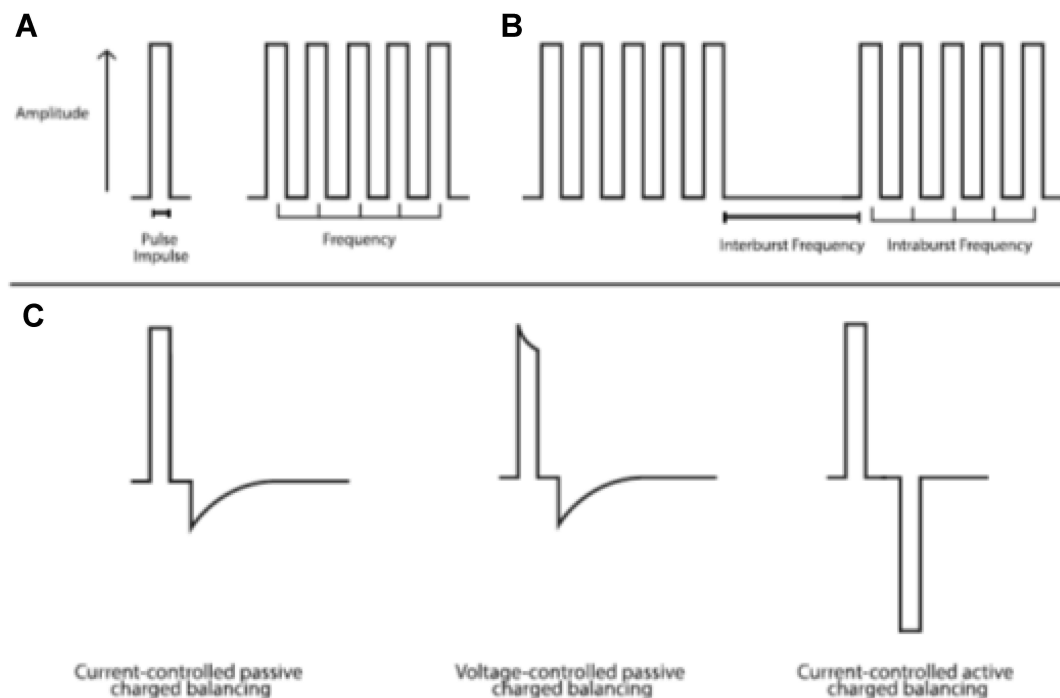 A
B
Amplitude
Pulse
Impulse
Frequency
Interburst Frequency
Intraburst Frequency
C
Current-controlled passive
charged balancing
Voltage-controlled passive
charged balancing
Current-controlled active
charged balancing